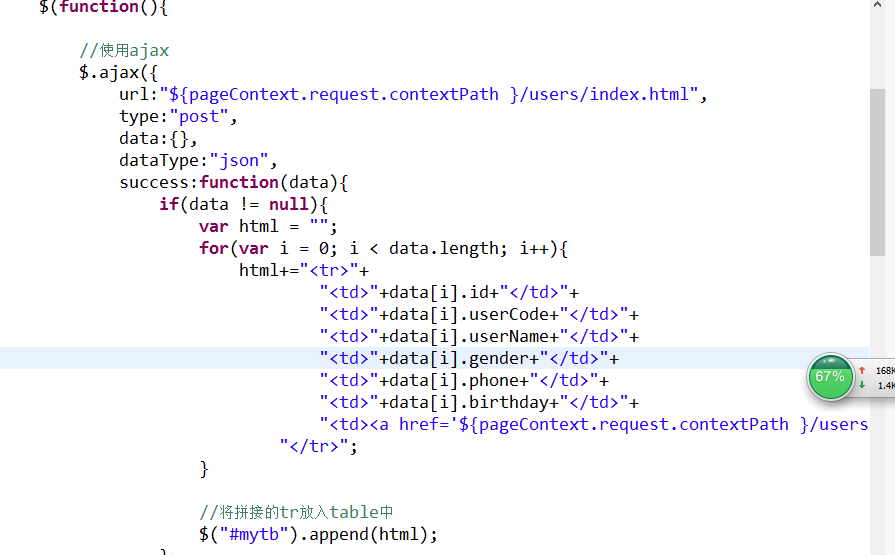 $(function(){
//使用ajax
$.ajax({
url:"${pageContext.request.contextPath }/users/index.html",
type:"post",
data:{},
dataType:"json",
success:function(data){
if(data != null){
var html = "";
for(var i = 0; i < data.length; i++){
html+="<tr>"+
"<td>"+data[i].id+"</td>"+
"<td>"+data[i].userCode+"</td>"+
"<td>"+data[i].userName+"</td>"+
"<td>"+data[i].gender+"</td>"+
"<td>"+data[i].phone+"</td>"+
"<td>"+data[i].birthday+"</td>"+
"<td><a href='${pageContext.request.contextPath }/users
"</tr>";
}
//将拼接的tr放入table中
$("#mytb").append(html);
}
67%
↑ 168K
↓ 1.4K